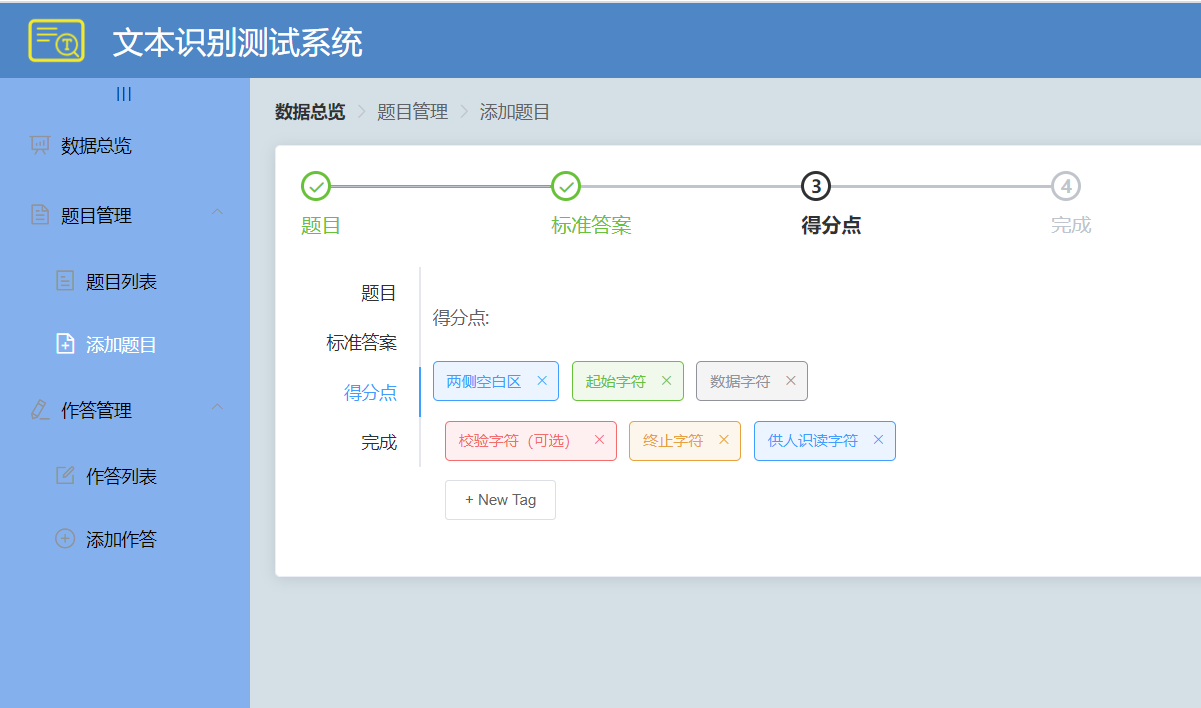 文本识别测试系统
数据总览
题目管理
题目列表
添加题目
作答管理
作答列表
添加作答
数据总览 题目管理 添加题目
3 4
题目 标准答案 得分点 完成
题目
标准答案
得分点
完成
得分点:
两侧空白区 起始字符 数据字符
校验字符（可选） 终止字符 供人识读字符
+ New Tag